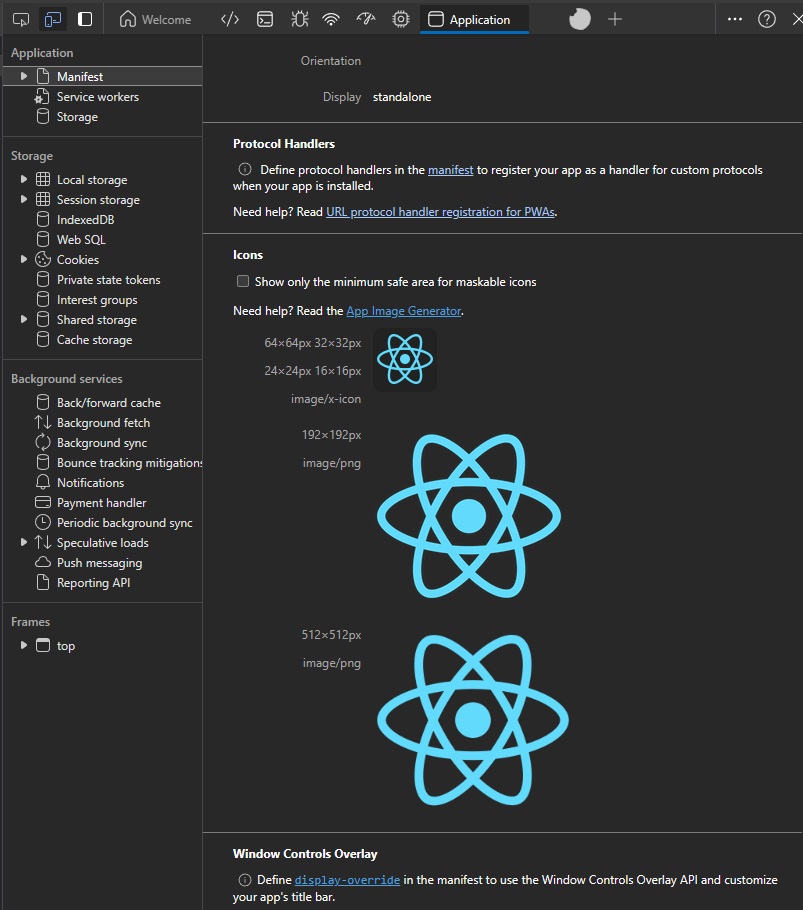 Welcome
Application
Application
Manifest
Service workers
Storage
Storage
Local storage
Session storage
IndexedDB
Web SQL
Cookies
Private state tokens
Interest groups
Shared storage
Cache storage
Background services
Back/forward cache
Background fetch
Background sync
Bounce tracking mitigations
Notifications
Payment handler
Periodic background sync
Speculative loads
Push messaging
Reporting API
Frames
top
Orientation
Display standalone
Protocol Handlers
Define protocol handlers in the manifest to register your app as a handler for custom protocols
when your app is installed.
Need help? Read URL protocol handler registration for PWAs.
Icons
Show only the minimum safe area for maskable icons
Need help? Read the App Image Generator.
64×64px 32×32px
24×24px 16×16px
image/x-icon
192×192px
image/png
512×512px
image/png
Window Controls Overlay
Define display-override in the manifest to use the Window Controls Overlay API and customize
your app's title bar.